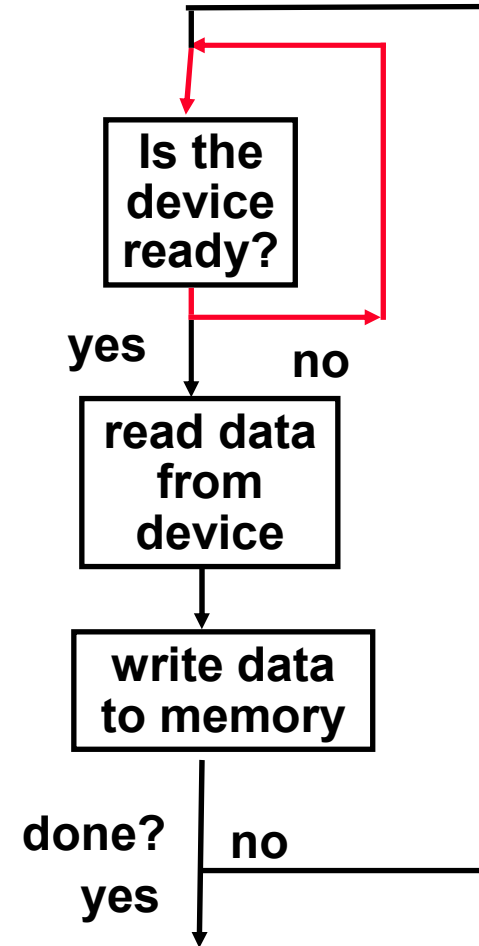 Is the
device
ready?
yes
no
read data
from
device
write data
to memory
done?
no
yes